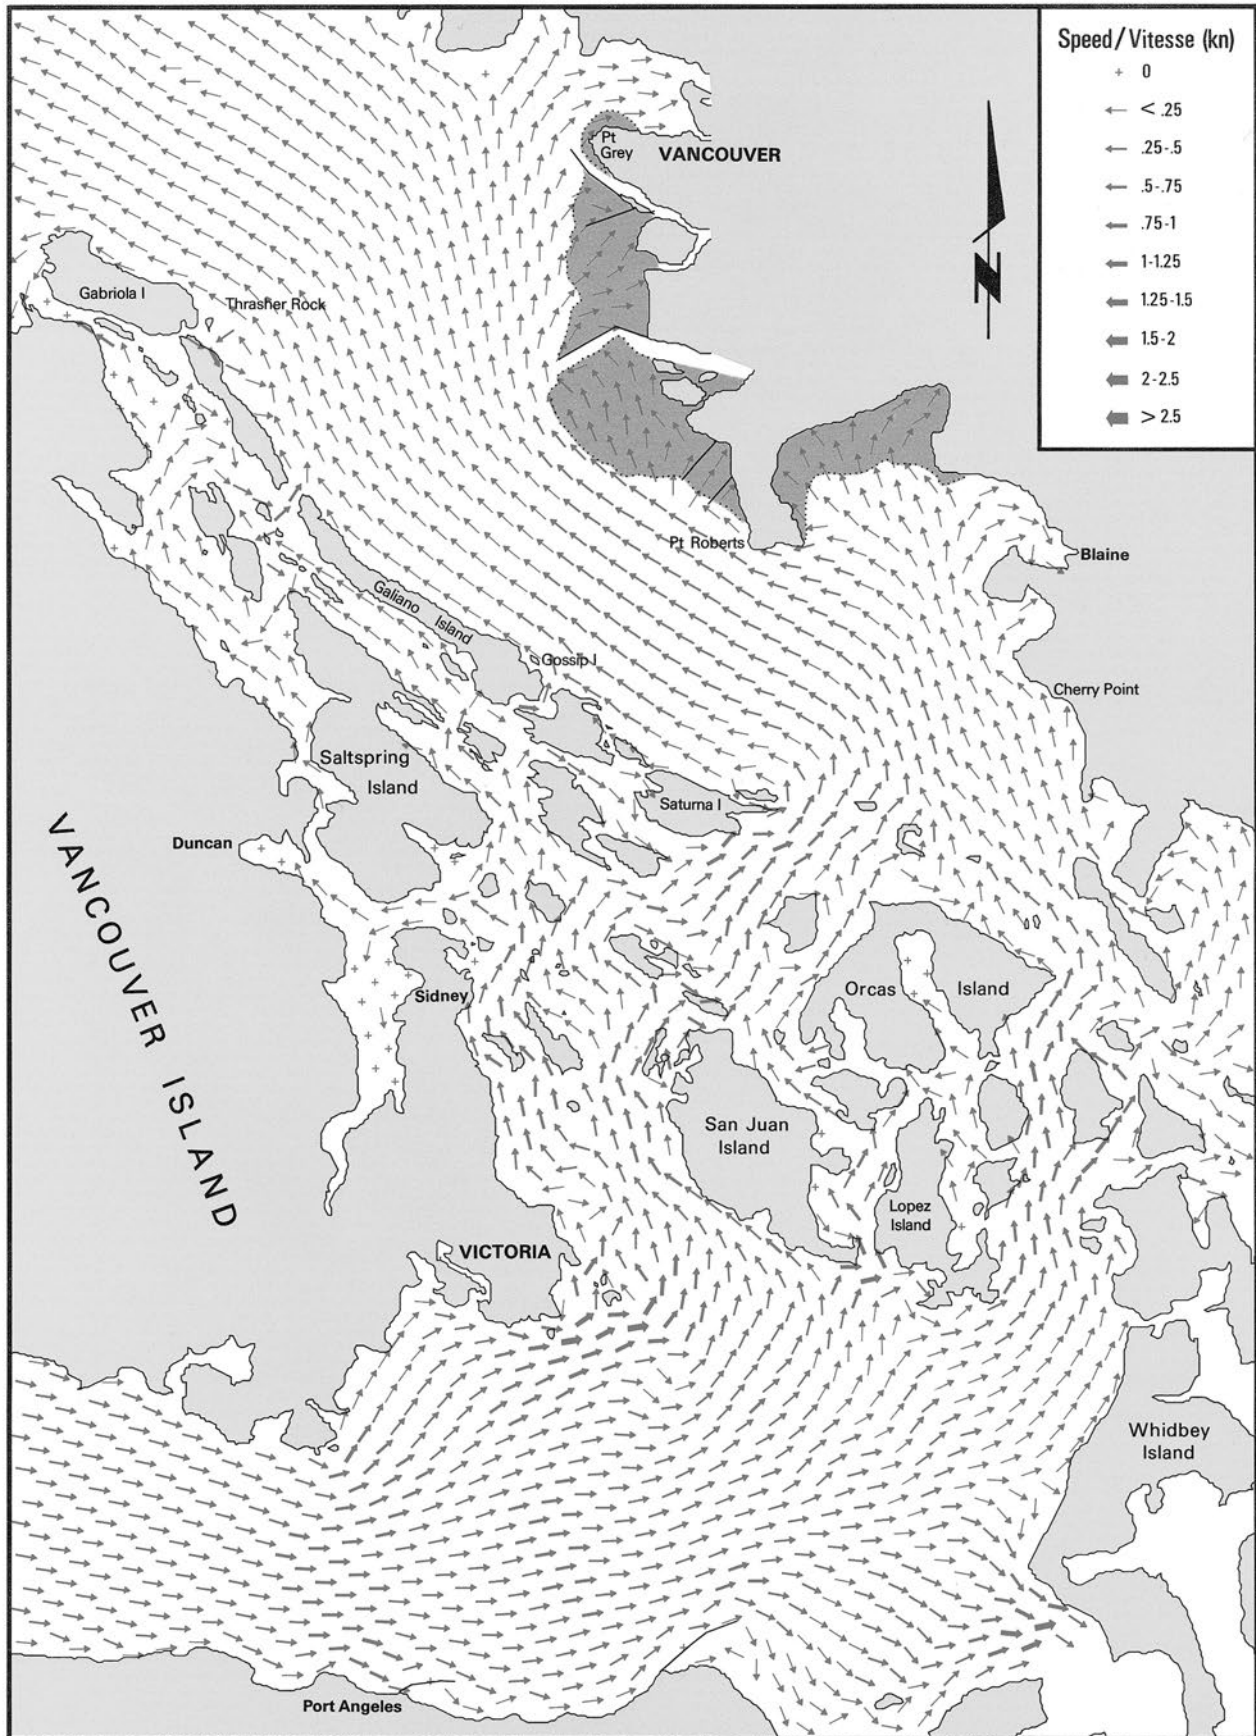 Speed/Vitesse (kn)
0
< .25
.25-.5
.5-.75
.75-1
1-1.25
1.25-1.5
1.5-2
2-2.5
> 2.5
N
Pt
Grey
VANCOUVER
Gabriola I
Thrasher Rock
Pt Roberts
Blaine
Galiano
Island
Gossip I
Cherry Point
Saltspring
Island
Saturna I
Duncan
VANCOUVER ISLAND
Sidney
Orcas Island
San Juan
Island
Lopez
Island
VICTORIA
Whidbey
Island
Port Angeles